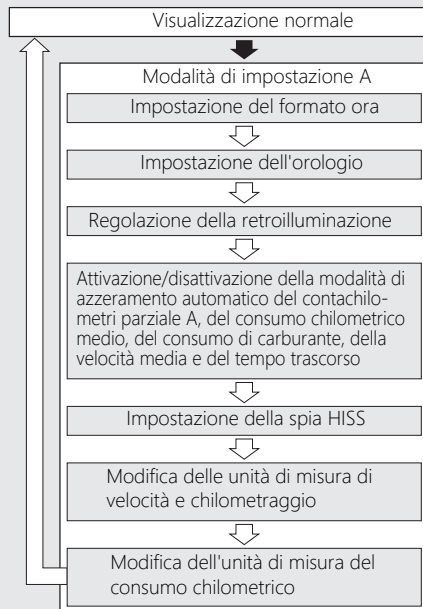 Visualizzazione normale
Modalità di impostazione A
Impostazione del formato ora
Impostazione dell'orologio
Regolazione della retroilluminazione
Attivazione/disattivazione della modalità di
azzeramento automatico del contachilo-
metri parziale A, del consumo chilometrico
medio, del consumo di carburante, della
velocità media e del tempo trascorso
Impostazione della spia HISS
Modifica delle unità di misura di
velocità e chilometraggio
Modifica dell'unità di misura del
consumo chilometrico